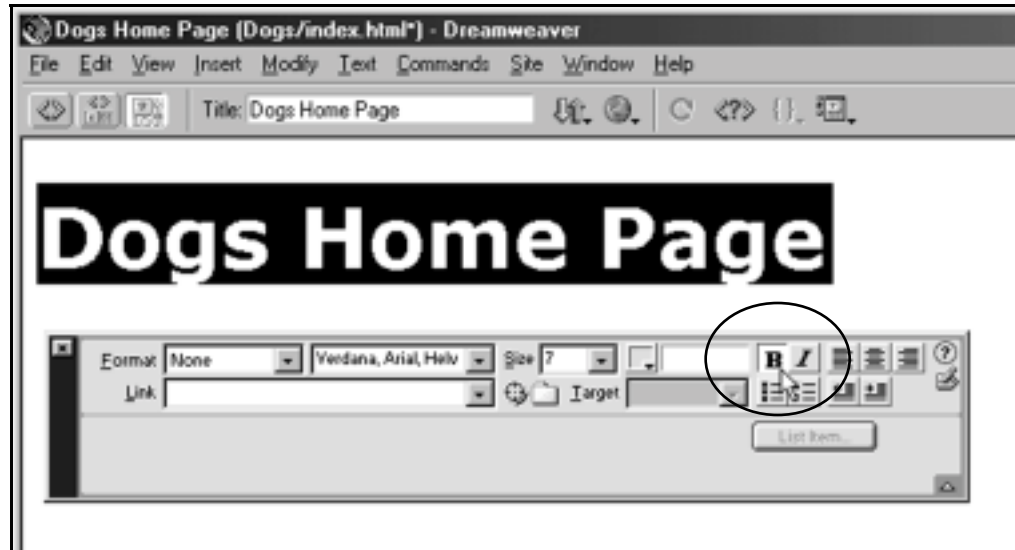 Dogs Home Page (Dogs/index.html*) - Dreamweaver
File Edit View Insert Modify Text Commands Site Window Help
Title: Dogs Home Page
Dogs Home Page
Format None Verdana, Arial, Helv Size 7 B I
Link Target
List Item...